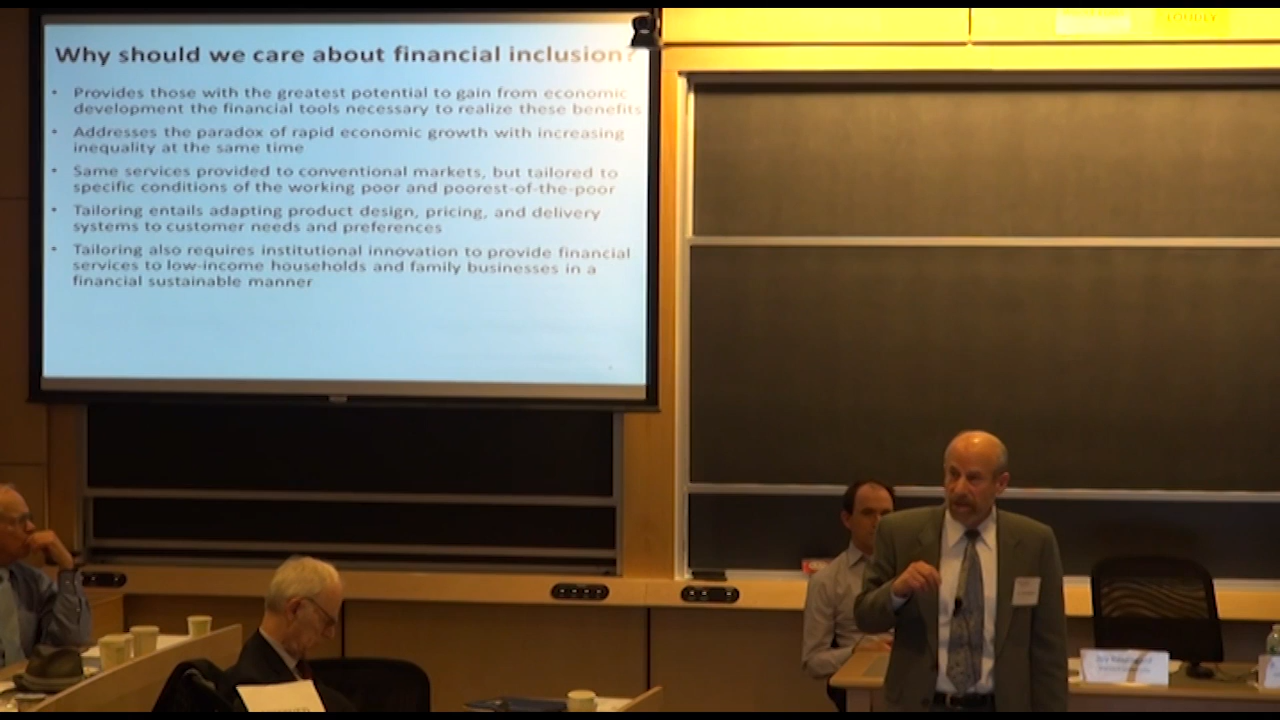 Why should we care about financial inclusion?
• Provides those with the greatest potential to gain from economic
development the financial tools necessary to realize these benefits
• Addresses the paradox of rapid economic growth with increasing
inequality at the same time
• Same services provided to conventional markets, but tailored to
specific conditions of the working poor and poorest-of-the-poor
• Tailoring entails adapting product design, pricing, and delivery
systems to customer needs and preferences
• Tailoring also requires institutional innovation to provide financial
services to low-income households and family businesses in a
financial sustainable manner